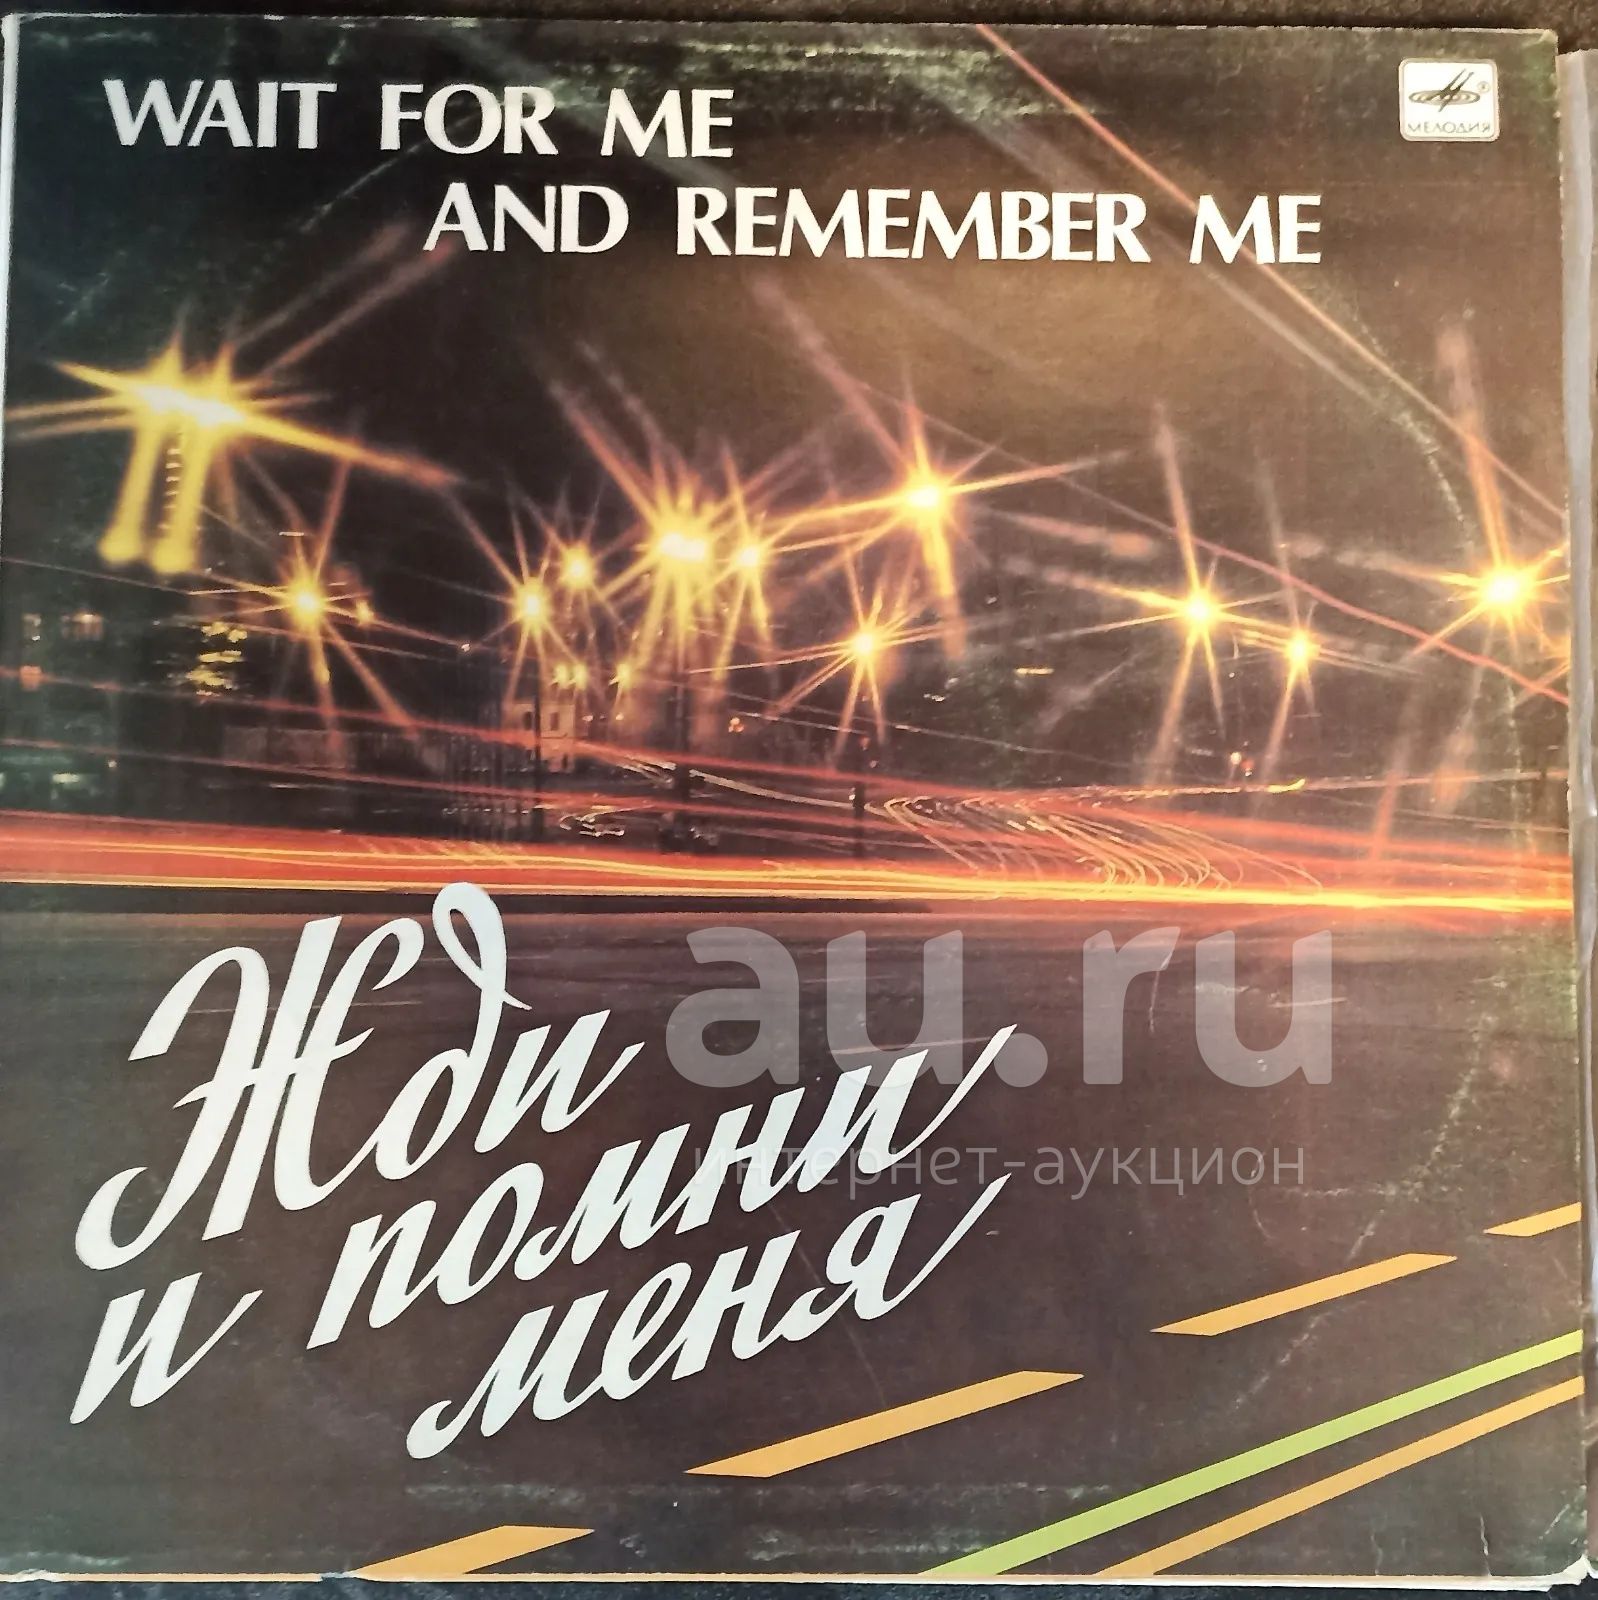 WAIT FOR ME
AND REMEMBER ME
МЕЛОДИЯ
Жди
и помни
меня
au.ru
интернет-аукцион